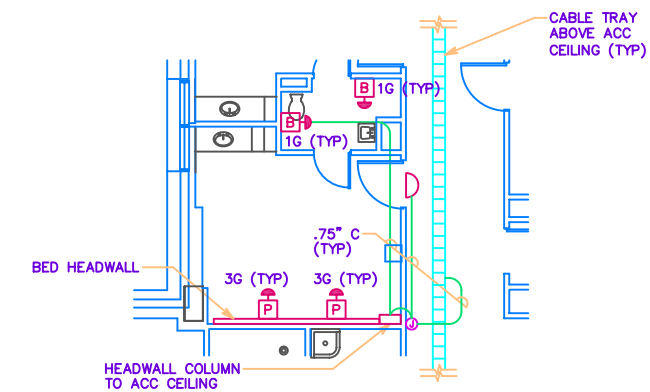 CABLE TRAY
ABOVE ACC
CEILING (TYP)
B
1G (TYP)
B
1G (TYP)
.75" C
(TYP)
BED HEADWALL
3G (TYP)
3G (TYP)
P
P
J
HEADWALL COLUMN
TO ACC CEILING